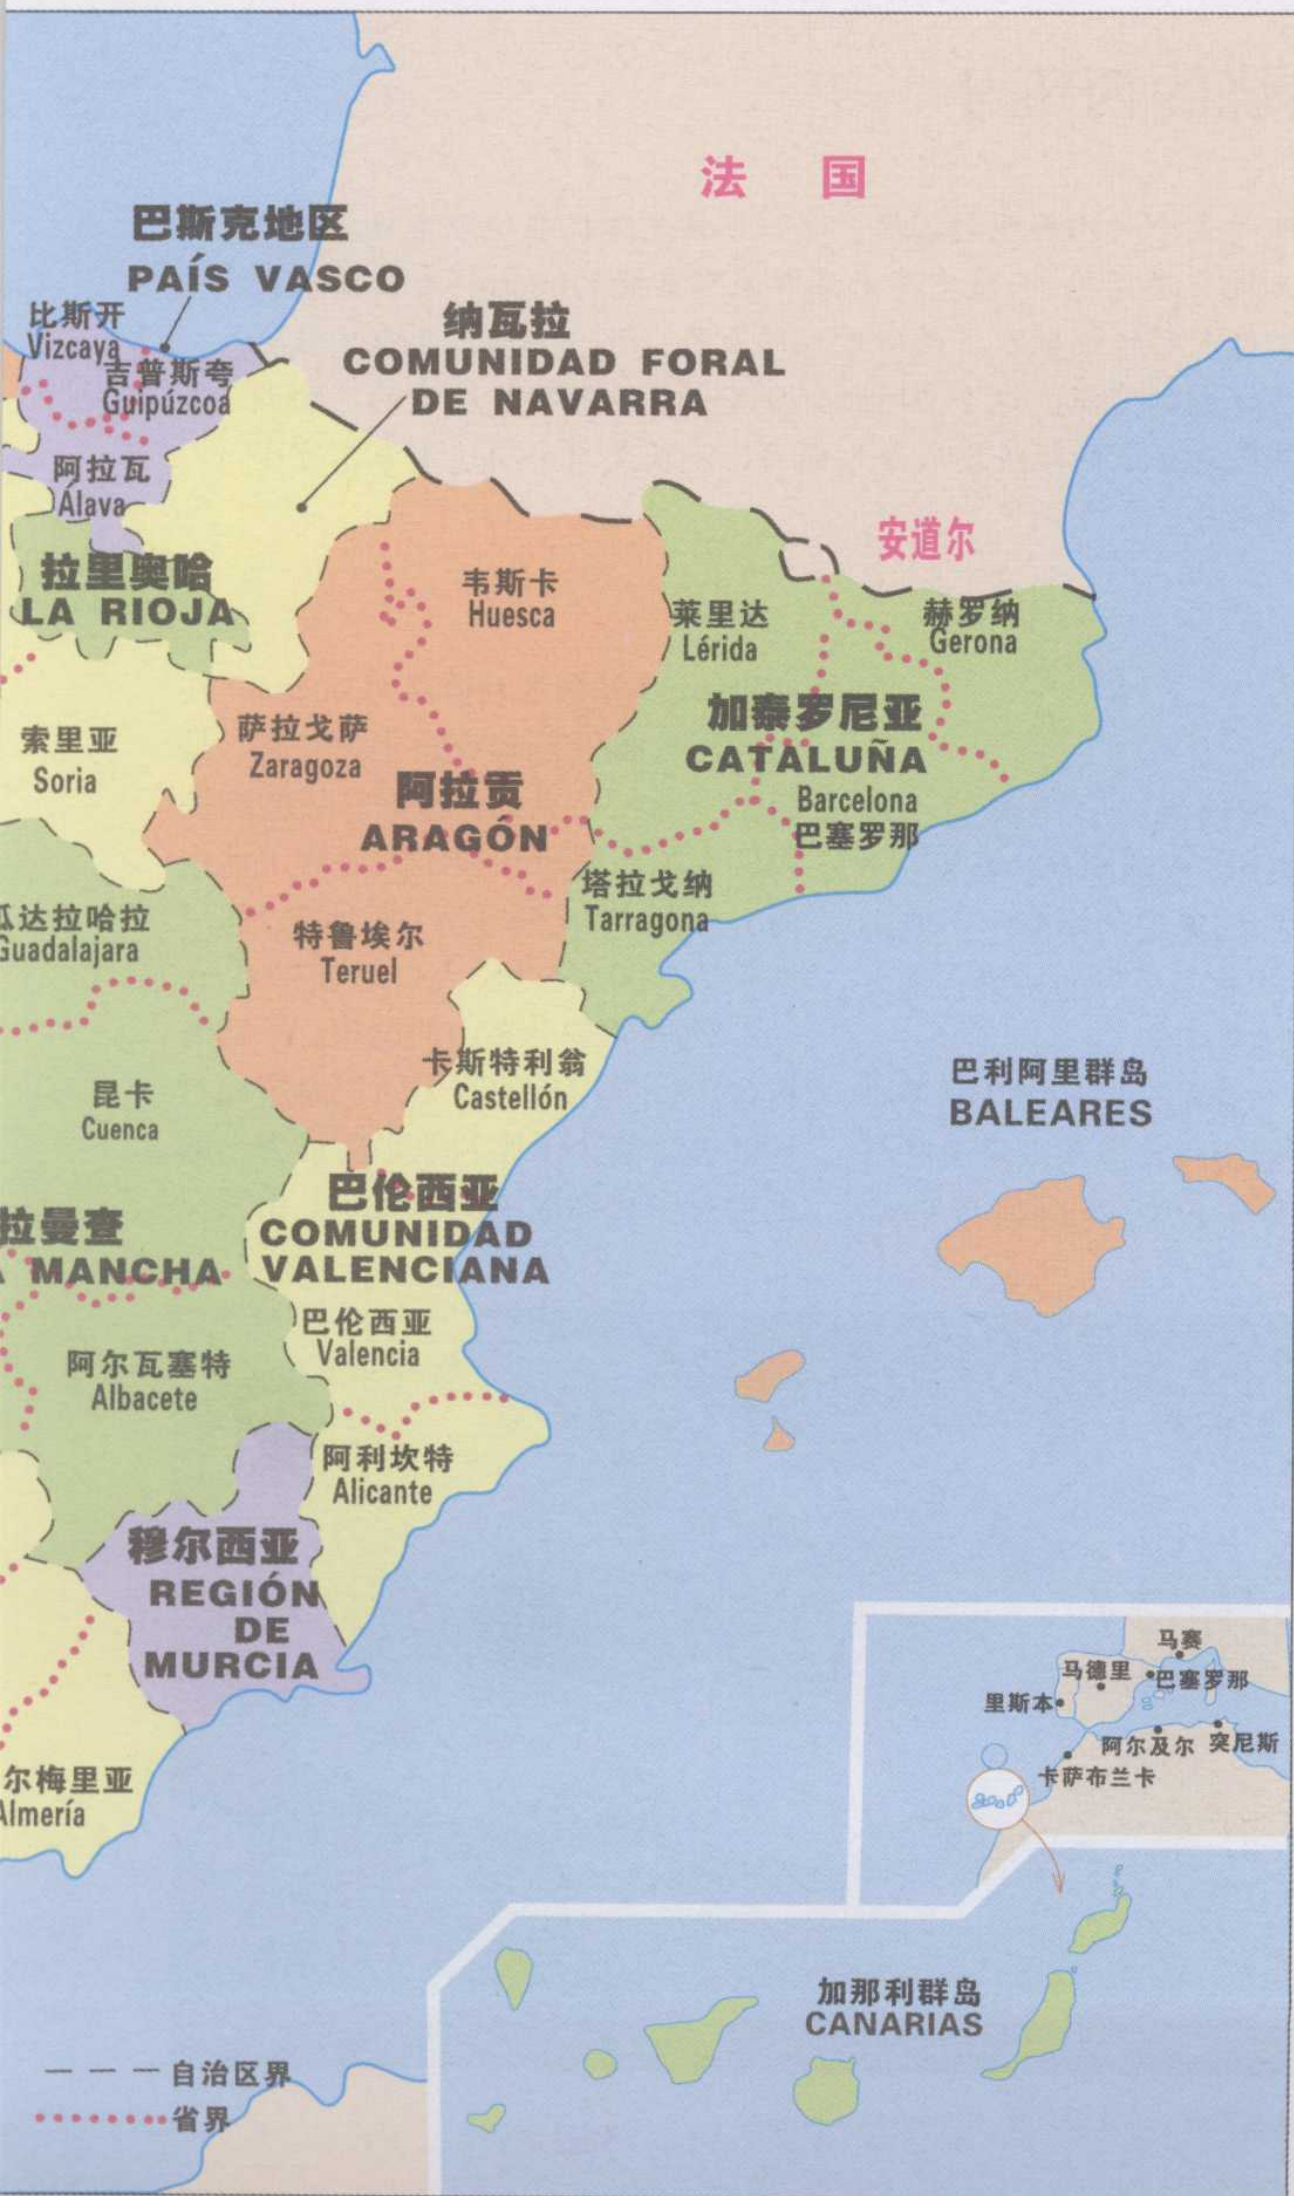 法 国
巴斯克地区
PAÍS VASCO
比斯开
Vizcaya
吉普斯夸
Guipúzcoa
纳瓦拉
COMUNIDAD FORAL
DE NAVARRA
阿拉瓦
Álava
安道尔
拉里奥哈
LA RIOJA
韦斯卡
Huesca
莱里达
Lérida
赫罗纳
Gerona
索里亚
Soria
萨拉戈萨
Zaragoza
加泰罗尼亚
CATALUÑA
阿拉贡
ARAGÓN
Barcelona
巴塞罗那
塔拉戈纳
Tarragona
瓜达拉哈拉
Guadalajara
特鲁埃尔
Teruel
卡斯特利翁
Castellón
昆卡
Cuenca
巴利阿里群岛
BALEARES
巴伦西亚
COMUNIDAD
VALENCIANA
拉曼查
A MANCHA
巴伦西亚
Valencia
阿尔瓦塞特
Albacete
阿利坎特
Alicante
穆尔西亚
REGIÓN
DE
MURCIA
尔梅里亚
Almería
马赛
马德里
巴塞罗那
里斯本
阿尔及尔
突尼斯
卡萨布兰卡
加那利群岛
CANARIAS
自治区界
省界